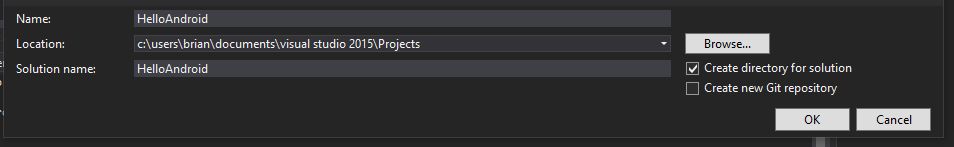 Name: HelloAndroid
Location: c:\users\brian\documents\visual studio 2015\Projects Browse...
Solution name: HelloAndroid Create directory for solution
Create new Git repository
OK Cancel